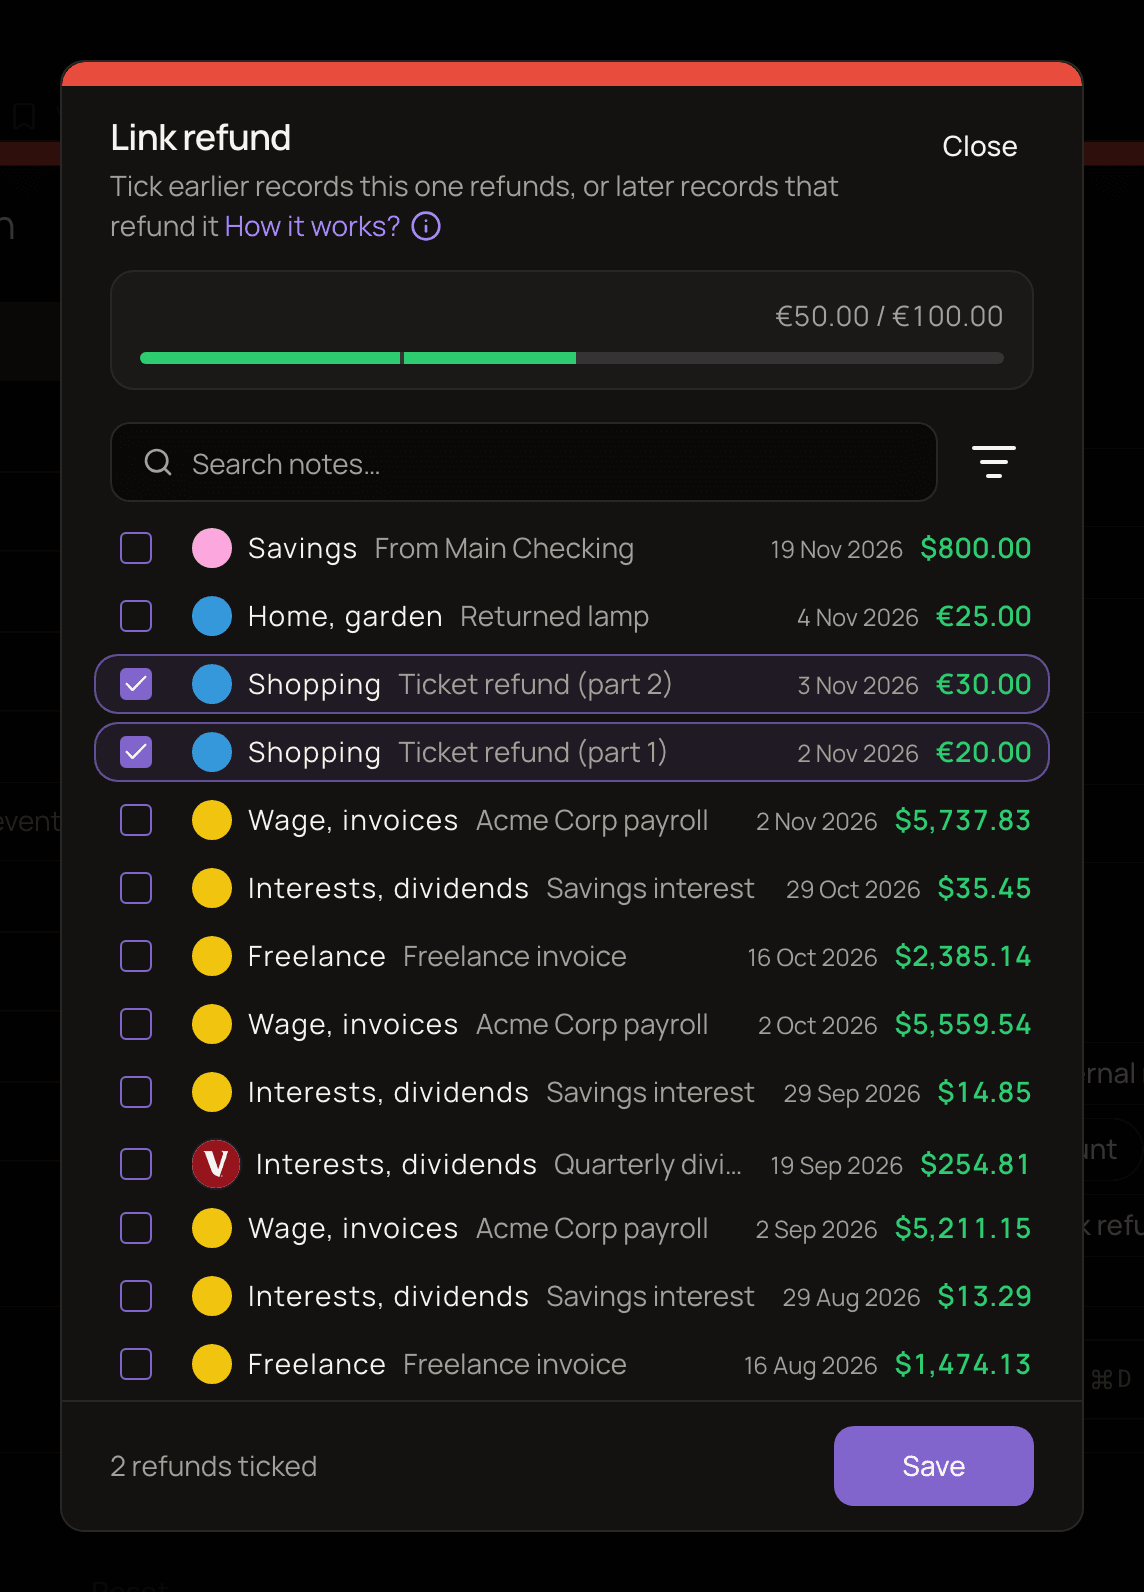 Link refund
Close
Tick earlier records this one refunds, or later records that
refund it How it works?
€50.00 / €100.00
Search notes...
Savings From Main Checking 19 Nov 2026 $800.00
Home, garden Returned lamp 4 Nov 2026 €25.00
Shopping Ticket refund (part 2) 3 Nov 2026 €30.00
Shopping Ticket refund (part 1) 2 Nov 2026 €20.00
Wage, invoices Acme Corp payroll 2 Nov 2026 $5,737.83
Interests, dividends Savings interest 29 Oct 2026 $35.45
Freelance Freelance invoice 16 Oct 2026 $2,385.14
Wage, invoices Acme Corp payroll 2 Oct 2026 $5,559.54
Interests, dividends Savings interest 29 Sep 2026 $14.85
V Interests, dividends Quarterly divi... 19 Sep 2026 $254.81
Wage, invoices Acme Corp payroll 2 Sep 2026 $5,211.15
Interests, dividends Savings interest 29 Aug 2026 $13.29
Freelance Freelance invoice 16 Aug 2026 $1,474.13
⌘D
2 refunds ticked
Save